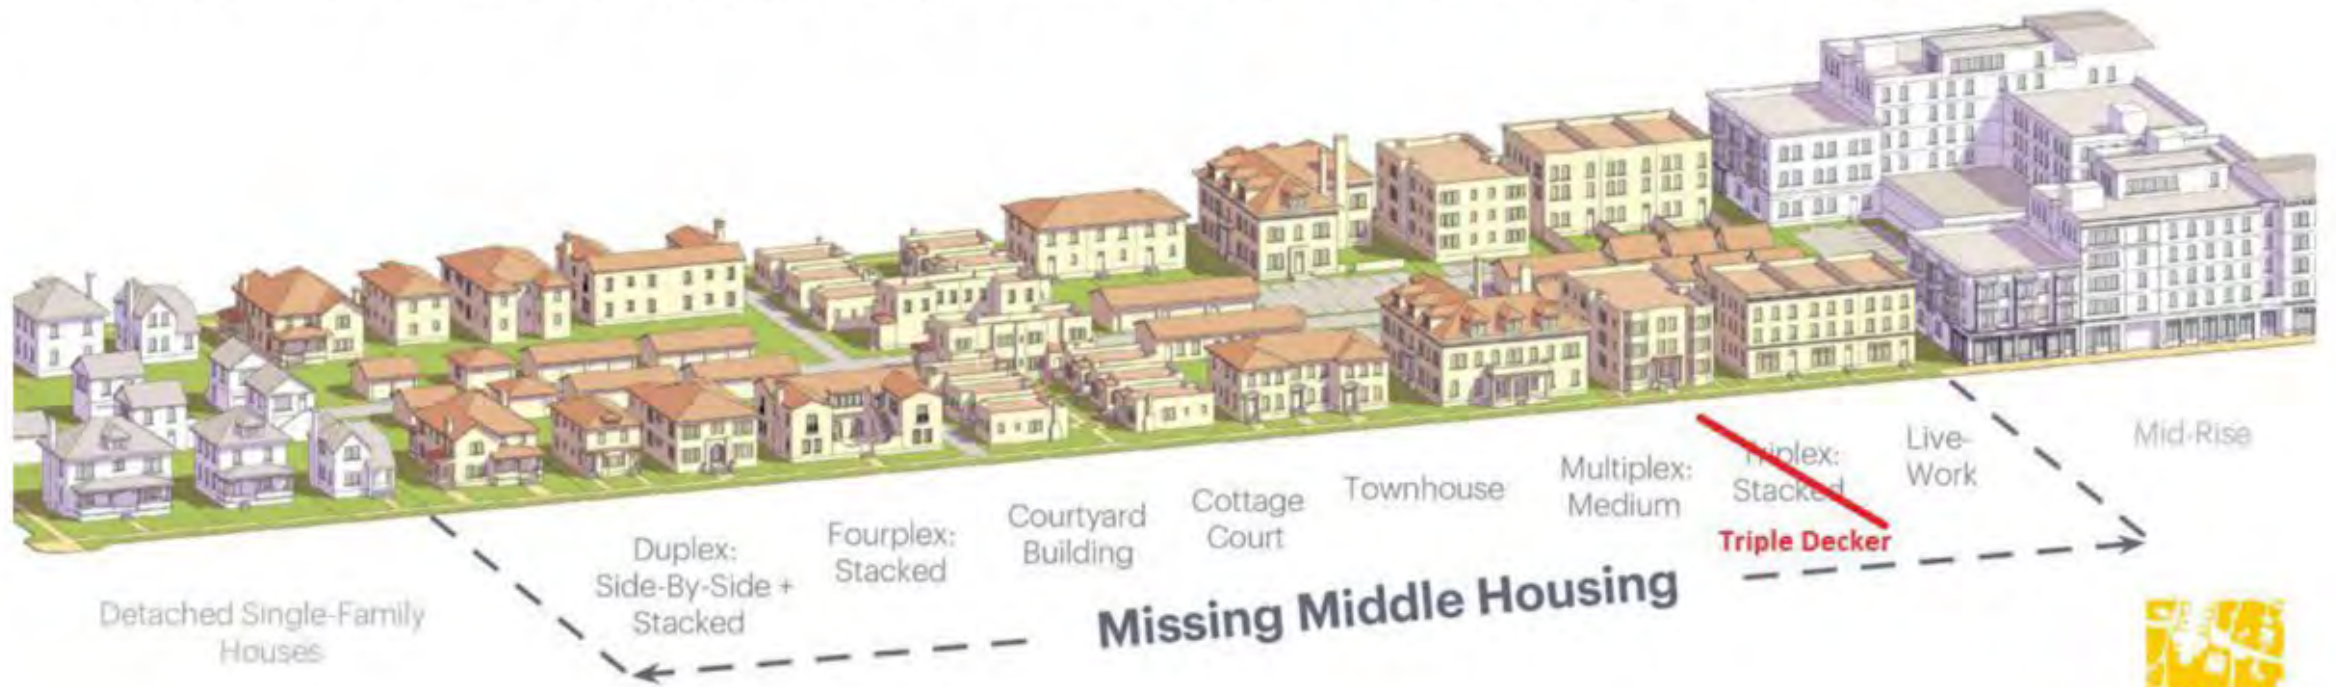 Detached Single-Family
Houses
Duplex:
Side-By-Side +
Stacked
Fourplex:
Stacked
Courtyard
Building
Cottage
Court
Townhouse
Multiplex:
Medium
Triplex:
Stacked
Triple Decker
Live-
Work
Mid-Rise
Missing Middle Housing